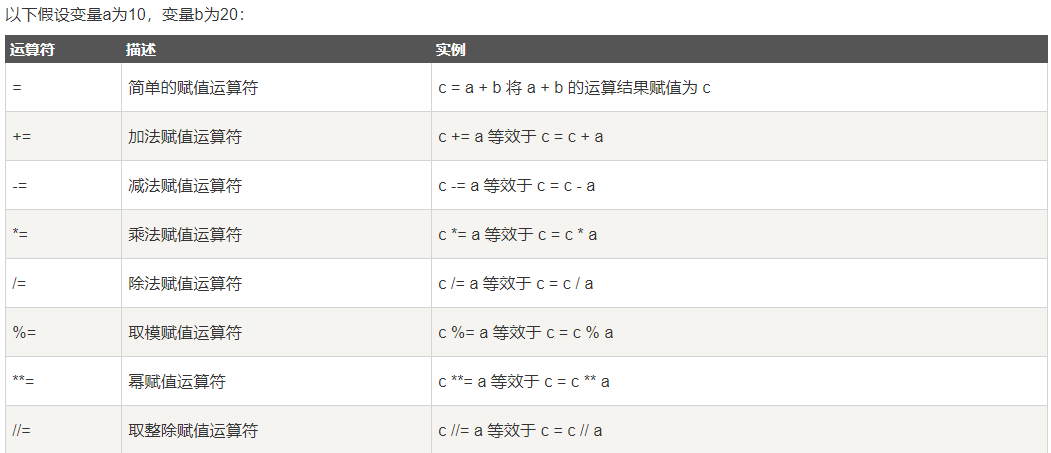 以下假设变量a为10，变量b为20：
运算符 描述 实例
= 简单的赋值运算符 c = a + b 将 a + b 的运算结果赋值为 c
+= 加法赋值运算符 c += a 等效于 c = c + a
-= 减法赋值运算符 c -= a 等效于 c = c - a
*= 乘法赋值运算符 c *= a 等效于 c = c * a
/= 除法赋值运算符 c /= a 等效于 c = c / a
%= 取模赋值运算符 c %= a 等效于 c = c % a
**= 幂赋值运算符 c **= a 等效于 c = c ** a
//= 取整除赋值运算符 c //= a 等效于 c = c // a